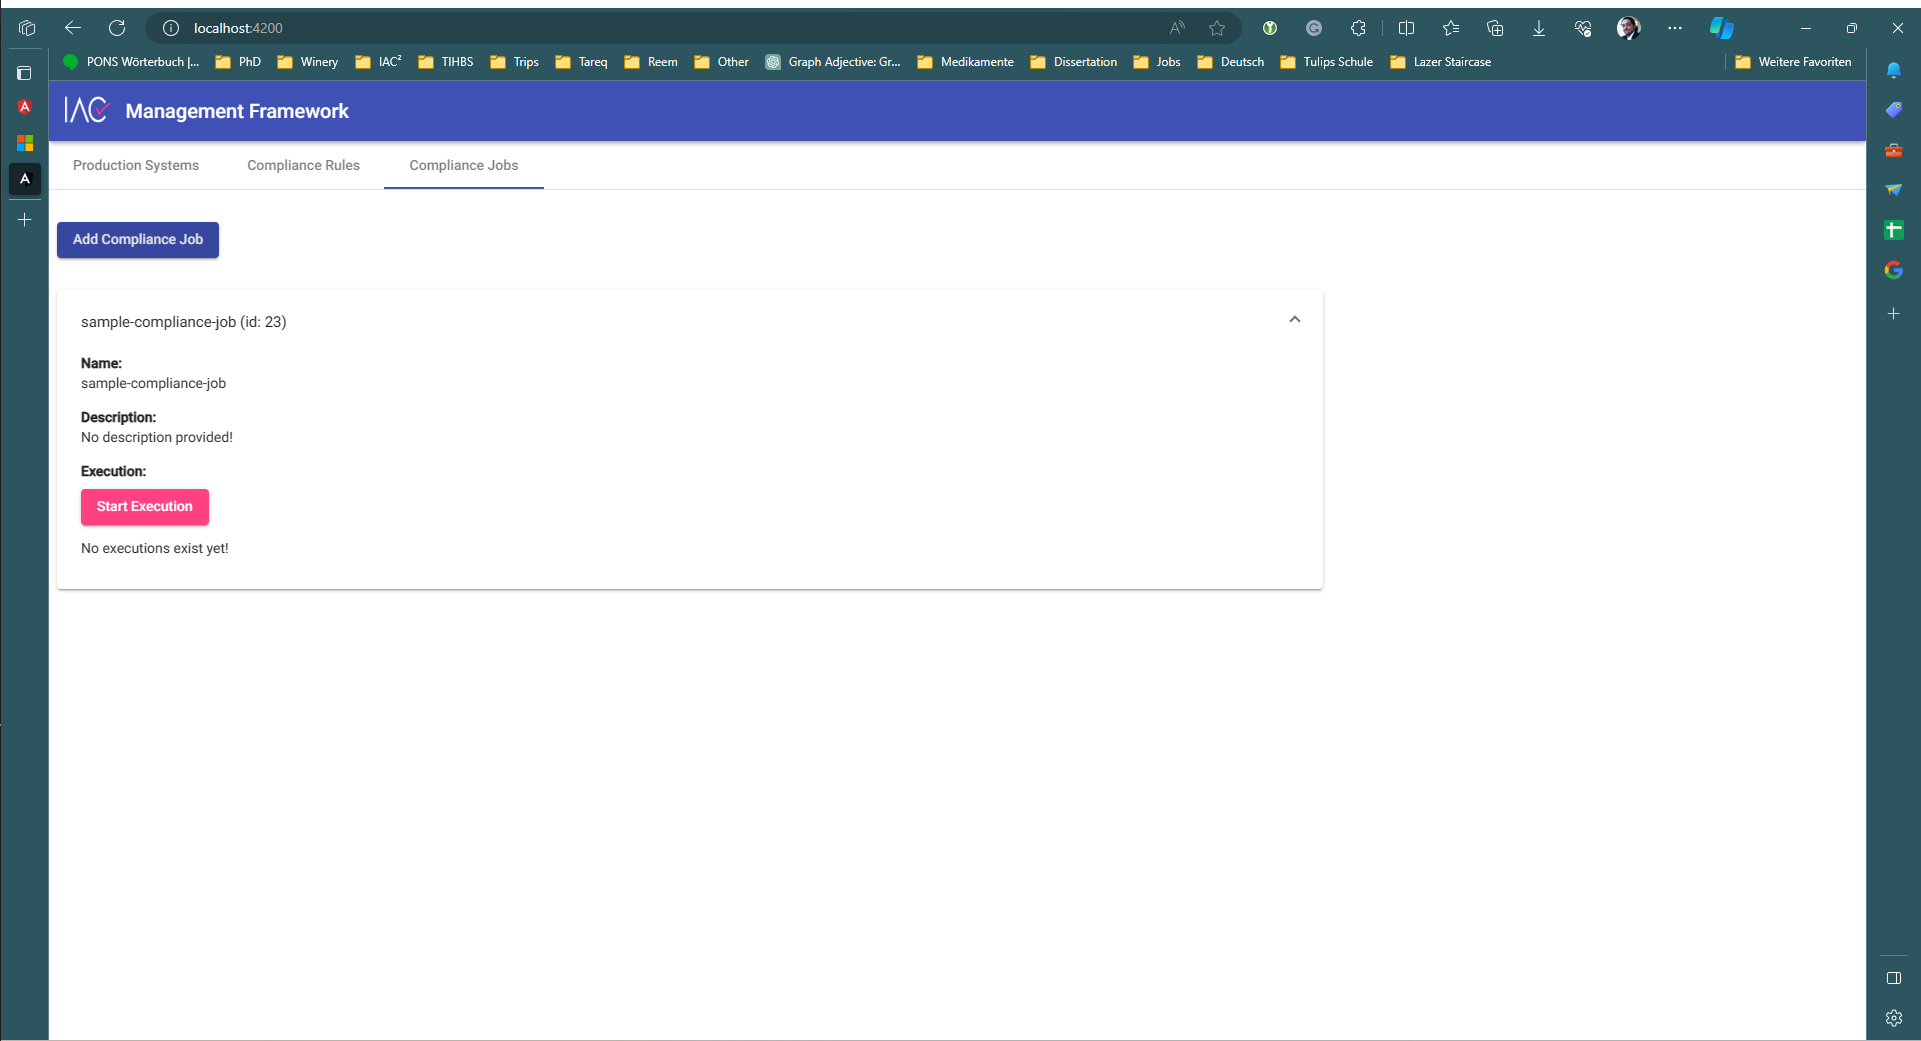 localhost:4200
PONS Wörterbuch |... PhD Winery IAC² TIHBS Trips Tareq Reem Other Graph Adjective: Gr... Medikamente Dissertation Jobs Deutsch Tulips Schule Lazer Staircase Weitere Favoriten
IAC Management Framework
Production Systems Compliance Rules Compliance Jobs
Add Compliance Job
sample-compliance-job (id: 23)
Name:
sample-compliance-job
Description:
No description provided!
Execution:
Start Execution
No executions exist yet!